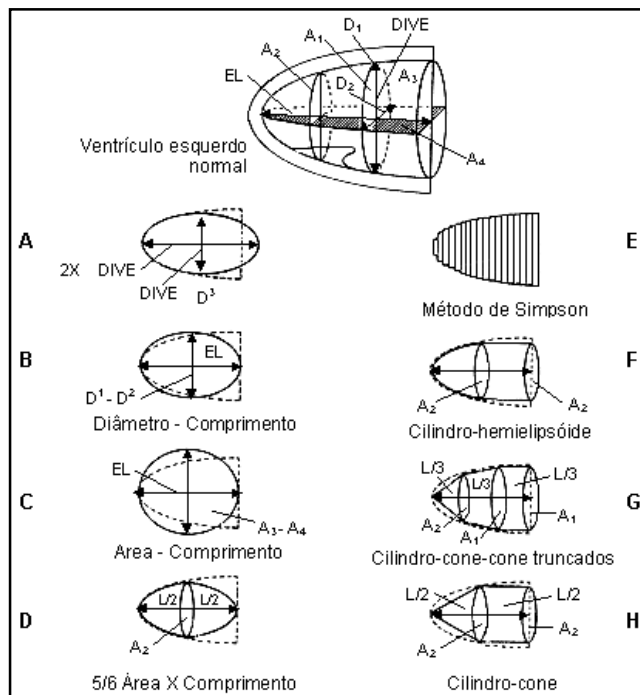 D₁
DIVE
A₁
A₂
D₂
A₃
EL
A₄
Ventrículo esquerdo
normal
A
2X DIVE
DIVE
D³
E
Método de Simpson
B
EL
D¹- D²
Diâmetro - Comprimento
F
A₂
A₂
Cilindro-hemielipsóide
C
EL
A₃- A₄
Área - Comprimento
G
L/3
L/3
L/3
A₂
A₁
A₁
Cilindro-cone-cone truncados
D
L/2
L/2
A₂
5/6 Área X Comprimento
H
L/2
L/2
A₂
A₂
Cilindro-cone